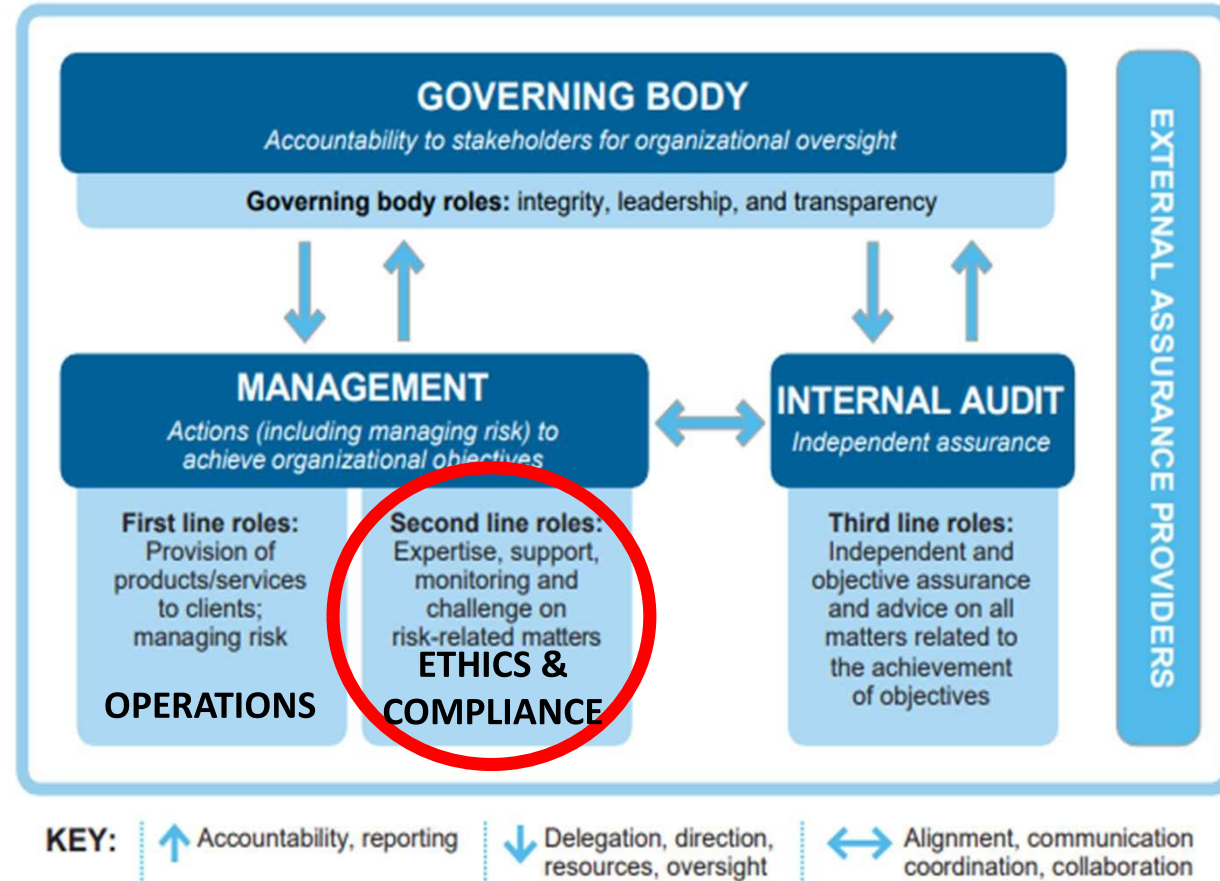 GOVERNING BODY
Accountability to stakeholders for organizational oversight
Governing body roles: integrity, leadership, and transparency
MANAGEMENT
Actions (including managing risk) to
achieve organizational objectives
First line roles:
Provision of
products/services
to clients;
managing risk
OPERATIONS
Second line roles:
Expertise, support,
monitoring and
challenge on
risk-related matters
ETHICS &
COMPLIANCE
INTERNAL AUDIT
Independent assurance
Third line roles:
Independent and
objective assurance
and advice on all
matters related to
the achievement
of objectives
EXTERNAL ASSURANCE PROVIDERS
KEY:
Accountability, reporting
Delegation, direction,
resources, oversight
Alignment, communication
coordination, collaboration